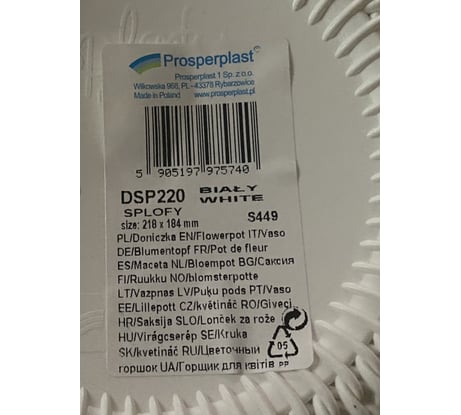 Prosperplast
Prosperplast 1 Sp. z.o.o.
Wilkowska 968, PL-43378 Rybarzowice
Made in Poland www.prosperplast.pl
5 905197 975740
DSP220 BIAŁY
SPLOFY WHITE
size: 218 x 184 mm S449
PL/Doniczka EN/Flowerpot IT/Vaso
DE/Blumentopf FR/Pot de fleur
ES/Maceta NL/Bloempot BG/Саксия
FI/Ruukku NO/blomsterpotte
LT/Vazpnas LV/Puķu pods PT/Vaso
EE/Lillepott CZ/květináč RO/Giveci
HR/Saksija SLO/Lonček za rože
HU/Virágcserép SE/Kruka
SK/kvetináč RU/Цветочный
горшок UA/Горщик для квітів PP
05